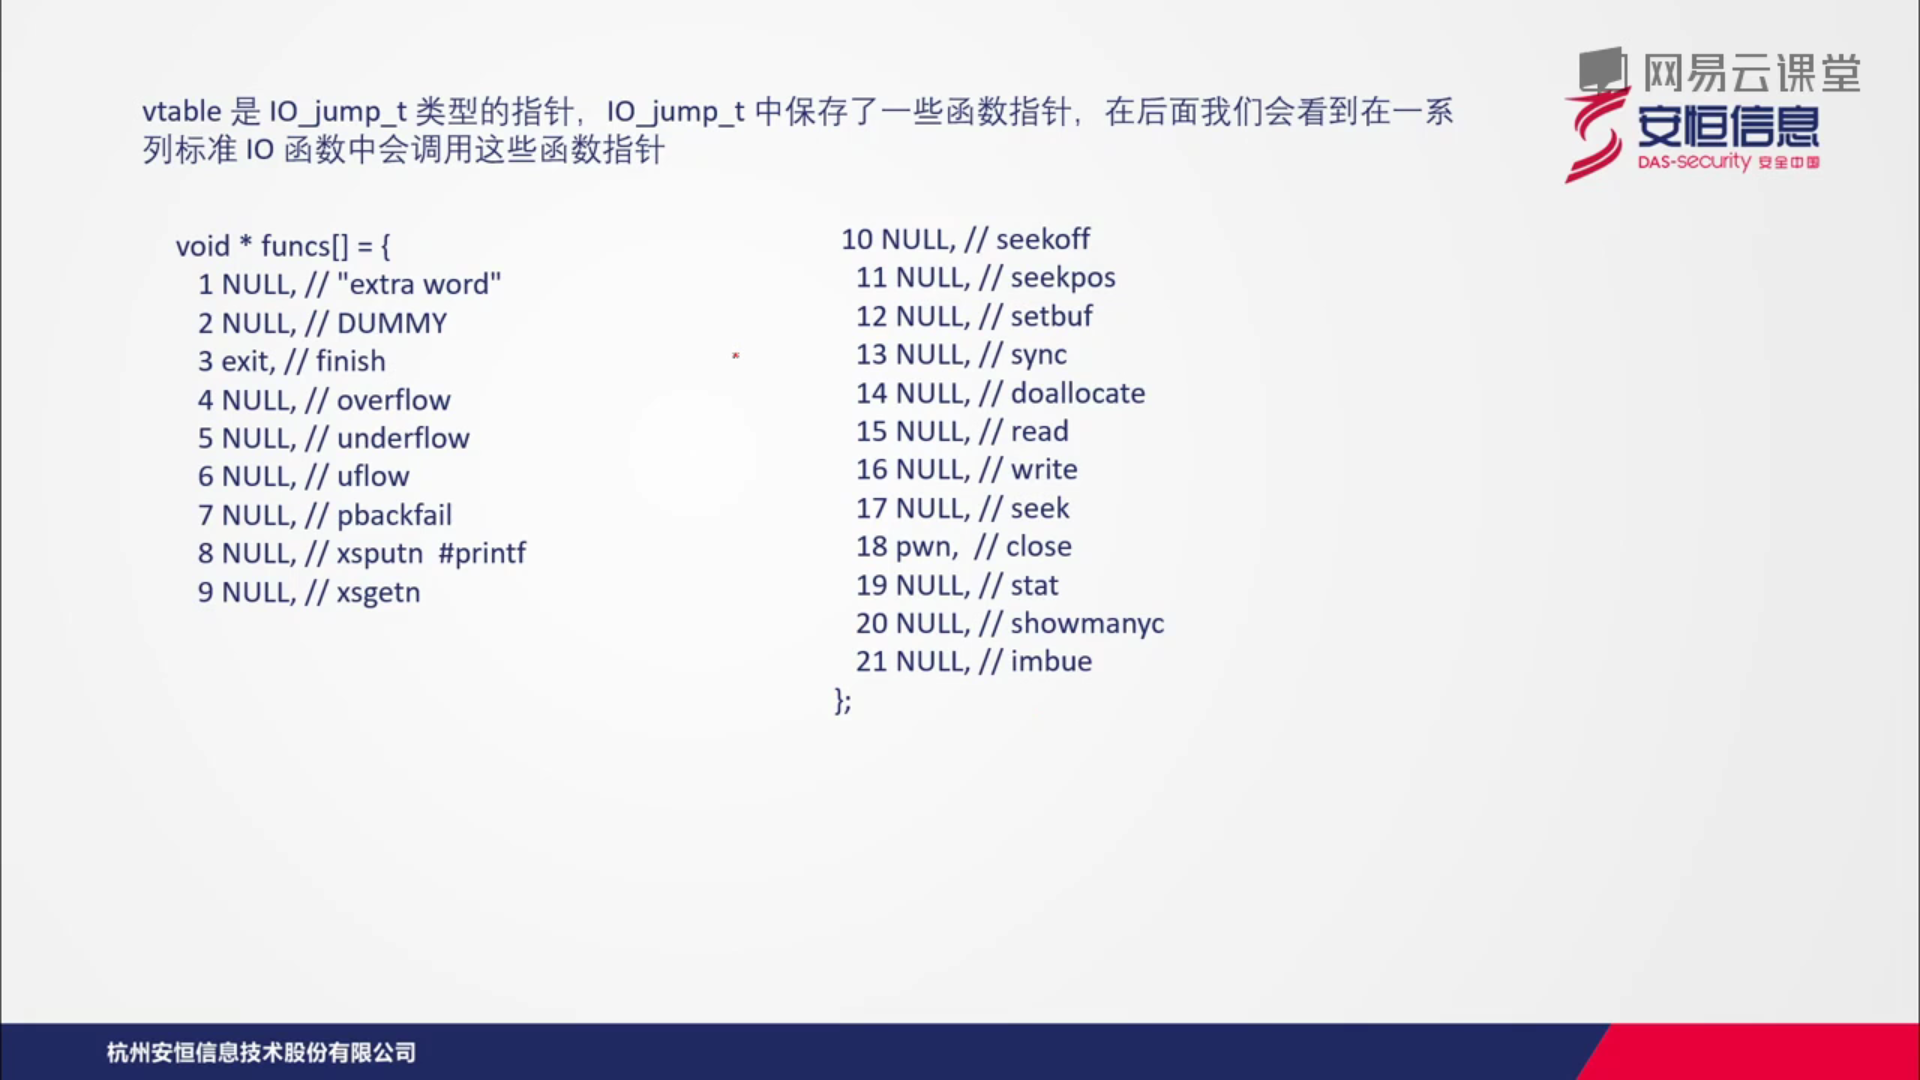 网易云课堂
安恒信息
DAS-security 安全中国
vtable 是 IO_jump_t 类型的指针，IO_jump_t 中保存了一些函数指针，在后面我们会看到在一系
列标准 IO 函数中会调用这些函数指针
void * funcs[] = {
1 NULL, // "extra word"
2 NULL, // DUMMY
3 exit, // finish
4 NULL, // overflow
5 NULL, // underflow
6 NULL, // uflow
7 NULL, // pbackfail
8 NULL, // xsputn #printf
9 NULL, // xsgetn
10 NULL, // seekoff
11 NULL, // seekpos
12 NULL, // setbuf
13 NULL, // sync
14 NULL, // doallocate
15 NULL, // read
16 NULL, // write
17 NULL, // seek
18 pwn, // close
19 NULL, // stat
20 NULL, // showmanyc
21 NULL, // imbue
};
杭州安恒信息技术股份有限公司